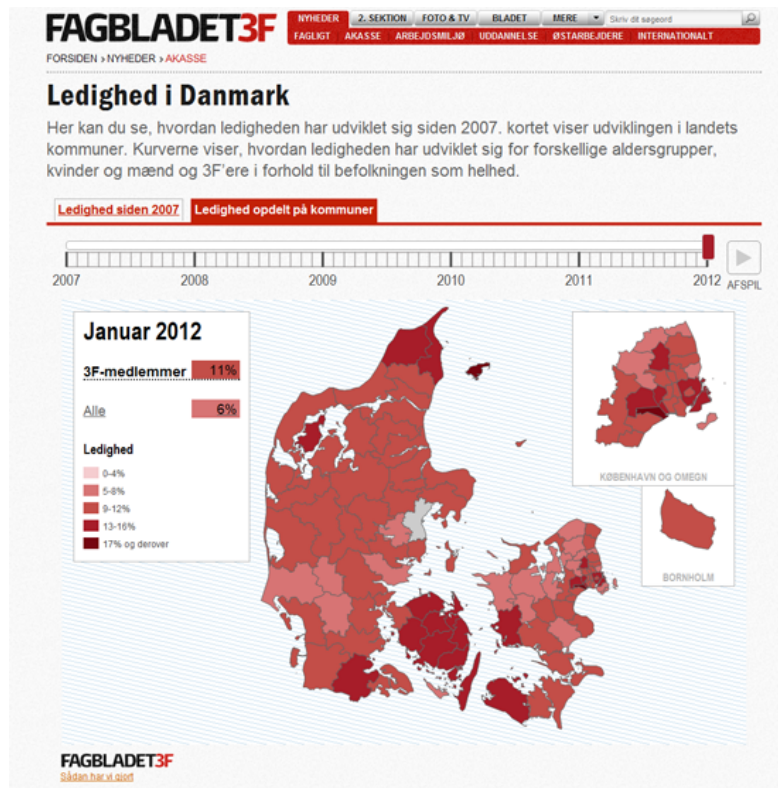 FAGBLADET3F
NYHEDER 2. SEKTION FOTO & TV BLADET MERE Skriv dit søgeord
FAGLIGT AKASSE ARBEJDSMILJØ UDDANNELSE ØSTARBEJDERE INTERNATIONALT
FORSIDEN › NYHEDER › AKASSE
Ledighed i Danmark
Her kan du se, hvordan ledigheden har udviklet sig siden 2007. kortet viser udviklingen i landets
kommuner. Kurverne viser, hvordan ledigheden har udviklet sig for forskellige aldersgrupper,
kvinder og mænd og 3F'ere i forhold til befolkningen som helhed.
Ledighed siden 2007 Ledighed opdelt på kommuner
2007 2008 2009 2010 2011 2012 AFSPIL
Januar 2012
3F-medlemmer 11%
Alle 6%
Ledighed
0-4%
5-8%
9-12%
13-16%
17% og derover
KØBENHAVN OG OMEGN
BORNHOLM
FAGBLADET3F
Sådan har vi gjort